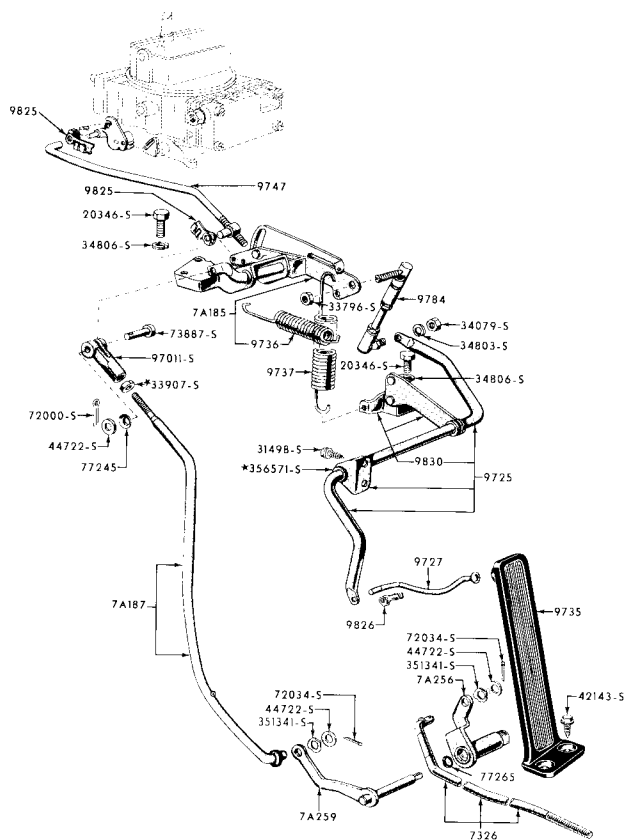 9825
9747
9825
20346-S
34806-S
7A185
33796-S
9784
73887-S
9736
34079-S
34803-S
97011-S
9737
20346-S
★33907-S
34806-S
72000-S
44722-S
77245
31498-S
9830
★356571-S
9725
9727
7A187
9735
9826
72034-S
44722-S
351341-S
7A256
72034-S
44722-S
351341-S
42143-S
77265
7A259
7326